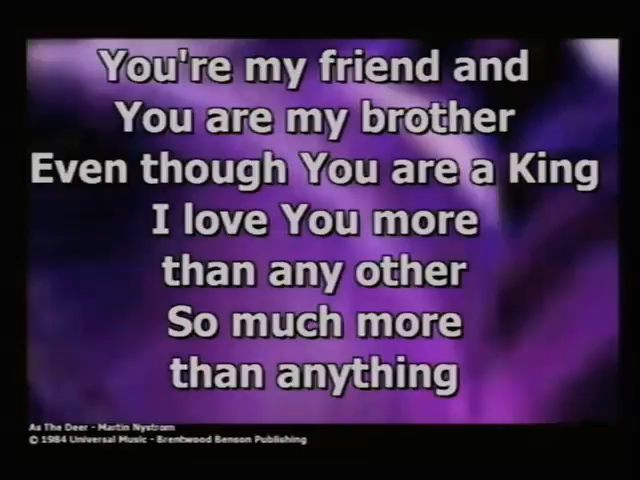 You're my friend and
You are my brother
Even though You are a King
I love You more
than any other
So much more
than anything
As The Deer - Martin Nystrom
© 1984 Universal Music - Brentwood Benson Publishing